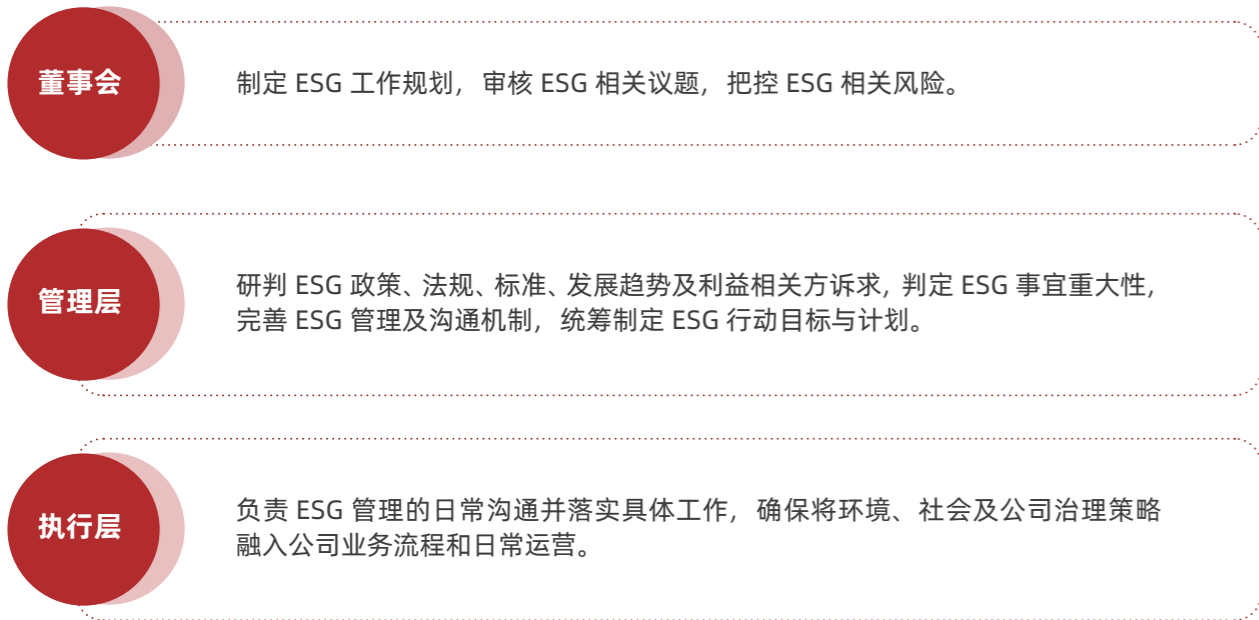 董事会
制定 ESG 工作规划，审核 ESG 相关议题，把控 ESG 相关风险。
管理层
研判 ESG 政策、法规、标准、发展趋势及利益相关方诉求，判定 ESG 事宜重大性，
完善 ESG 管理及沟通机制，统筹制定 ESG 行动目标与计划。
执行层
负责 ESG 管理的日常沟通并落实具体工作，确保将环境、社会及公司治理策略
融入公司业务流程和日常运营。